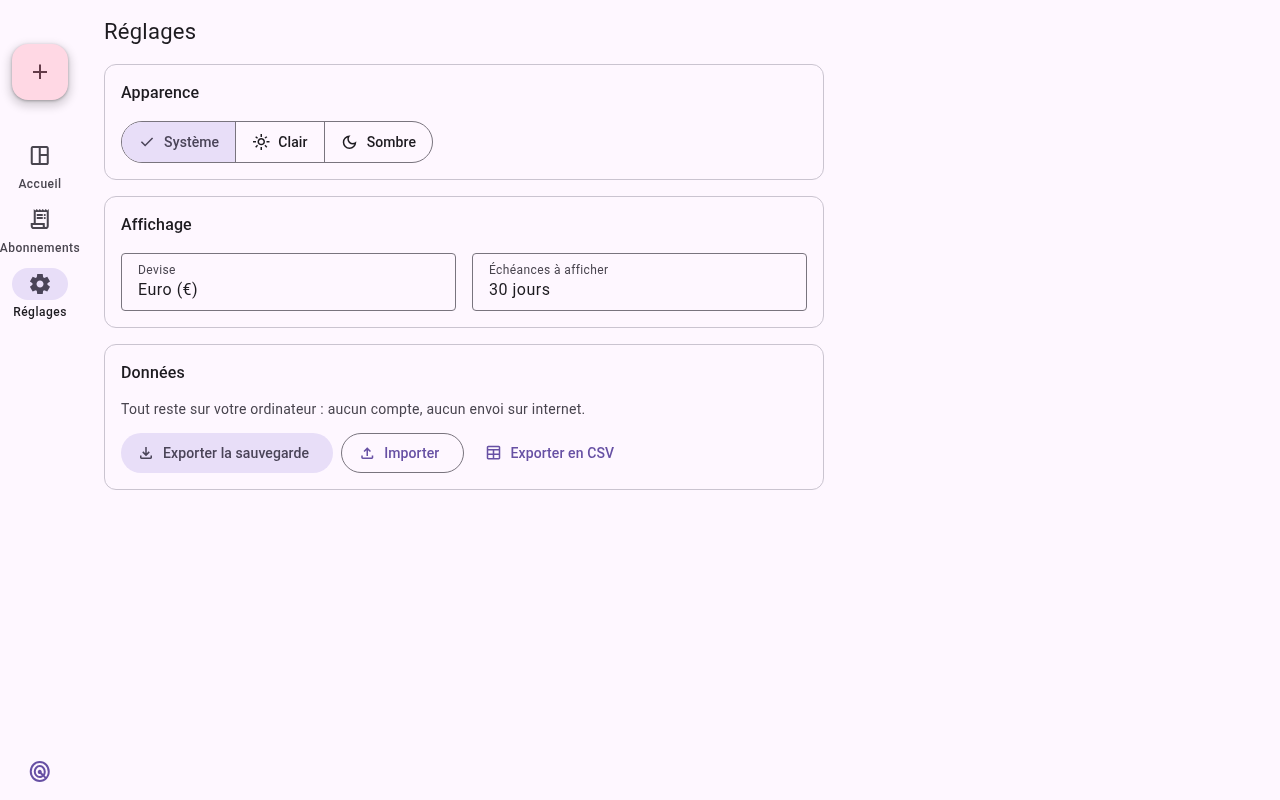 Réglages
Accueil
Abonnements
Réglages
Apparence
Système
Clair
Sombre
Affichage
Devise
Euro (€)
Échéances à afficher
30 jours
Données
Tout reste sur votre ordinateur : aucun compte, aucun envoi sur internet.
Exporter la sauvegarde
Importer
Exporter en CSV